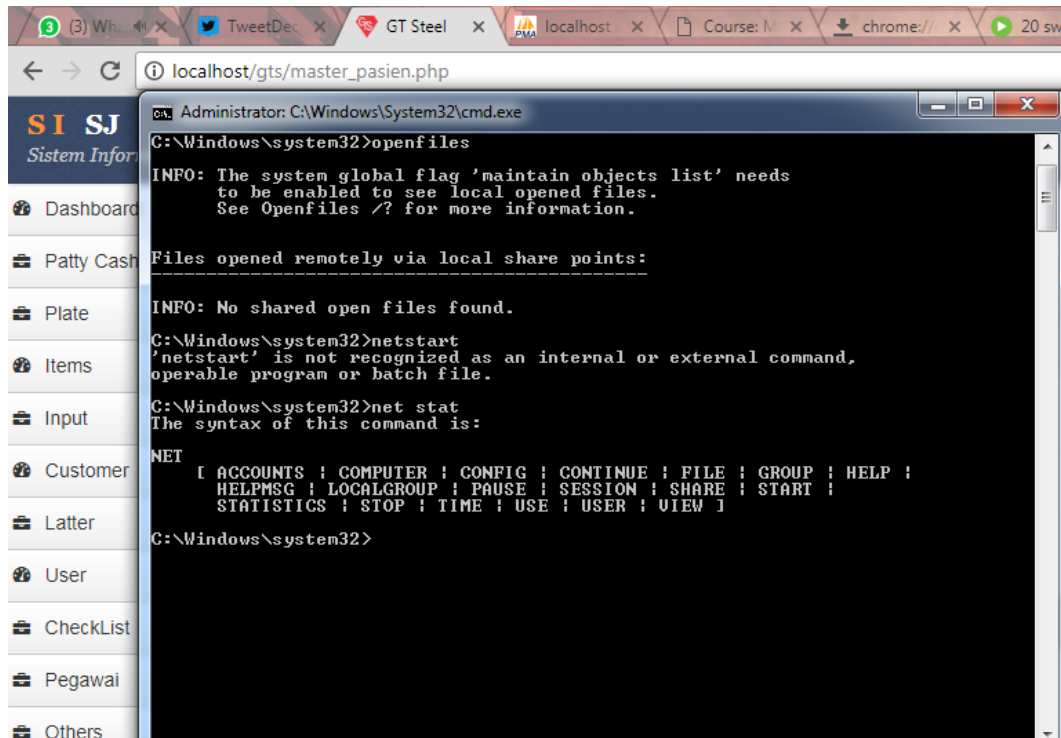 (3) Wh
TweetDec
GT Steel
localhost
Course: M
chrome://
20 sw
localhost/gts/master_pasien.php
SI SJ
Sistem Infor
Dashboard
Patty Cash
Plate
Items
Input
Customer
Latter
User
CheckList
Pegawai
Others
Administrator: C:\Windows\System32\cmd.exe
C:\Windows\system32>openfiles
INFO: The system global flag 'maintain objects list' needs
to be enabled to see local opened files.
See Openfiles /? for more information.
Files opened remotely via local share points:
---------------------------------------------
INFO: No shared open files found.
C:\Windows\system32>netstart
'netstart' is not recognized as an internal or external command,
operable program or batch file.
C:\Windows\system32>net stat
The syntax of this command is:
NET
[ ACCOUNTS ¦ COMPUTER ¦ CONFIG ¦ CONTINUE ¦ FILE ¦ GROUP ¦ HELP ¦
HELPMSG ¦ LOCALGROUP ¦ PAUSE ¦ SESSION ¦ SHARE ¦ START ¦
STATISTICS ¦ STOP ¦ TIME ¦ USE ¦ USER ¦ VIEW ]
C:\Windows\system32>